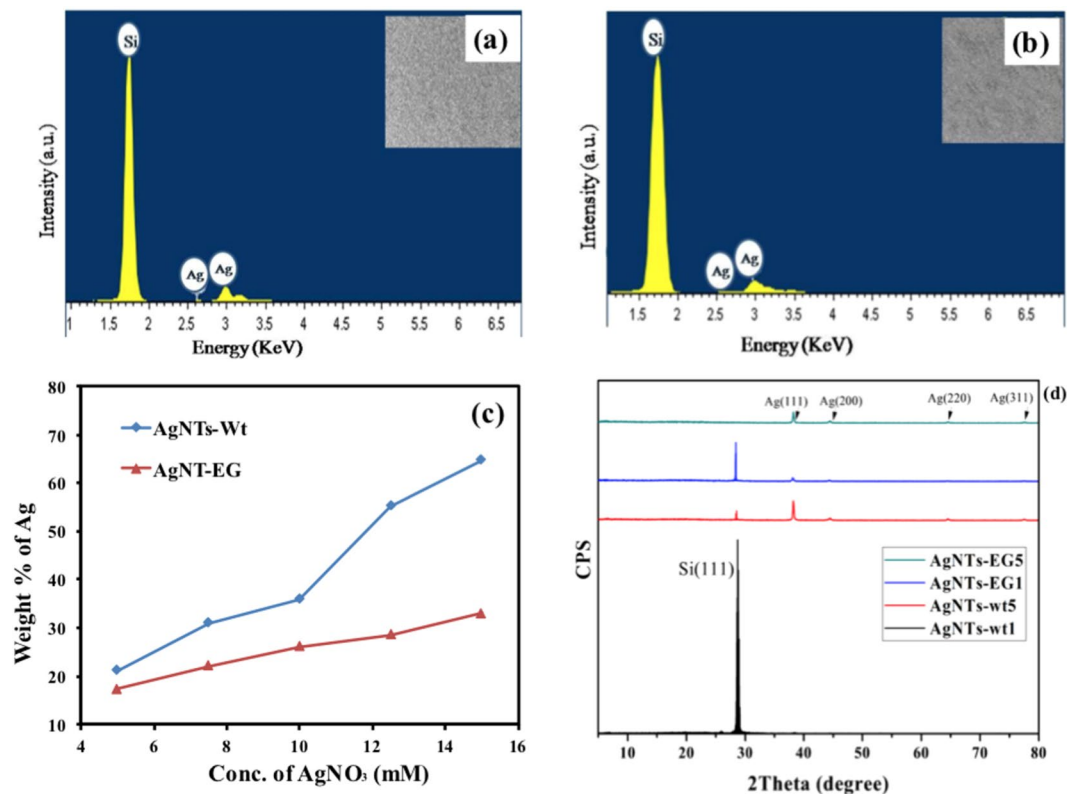 (a)
Si
Ag
Ag
Intensity (a.u.)
1 1.5 2 2.5 3 3.5 4 4.5 5 5.5 6 6.5
Energy (KeV)
(b)
Si
Ag
Ag
Intensity (a.u.)
1.5 2 2.5 3 3.5 4 4.5 5 5.5 6 6.5
Energy (KeV)
(c)
AgNTs-Wt
AgNT-EG
Weight % of Ag
80
70
60
50
40
30
20
10
4 6 8 10 12 14 16
Conc. of AgNO₃ (mM)
(d)
Ag(111) Ag(200) Ag(220) Ag(311)
Si(111)
AgNTs-EG5
AgNTs-EG1
AgNTs-wt5
AgNTs-wt1
CPS
10 20 30 40 50 60 70 80
2Theta (degree)